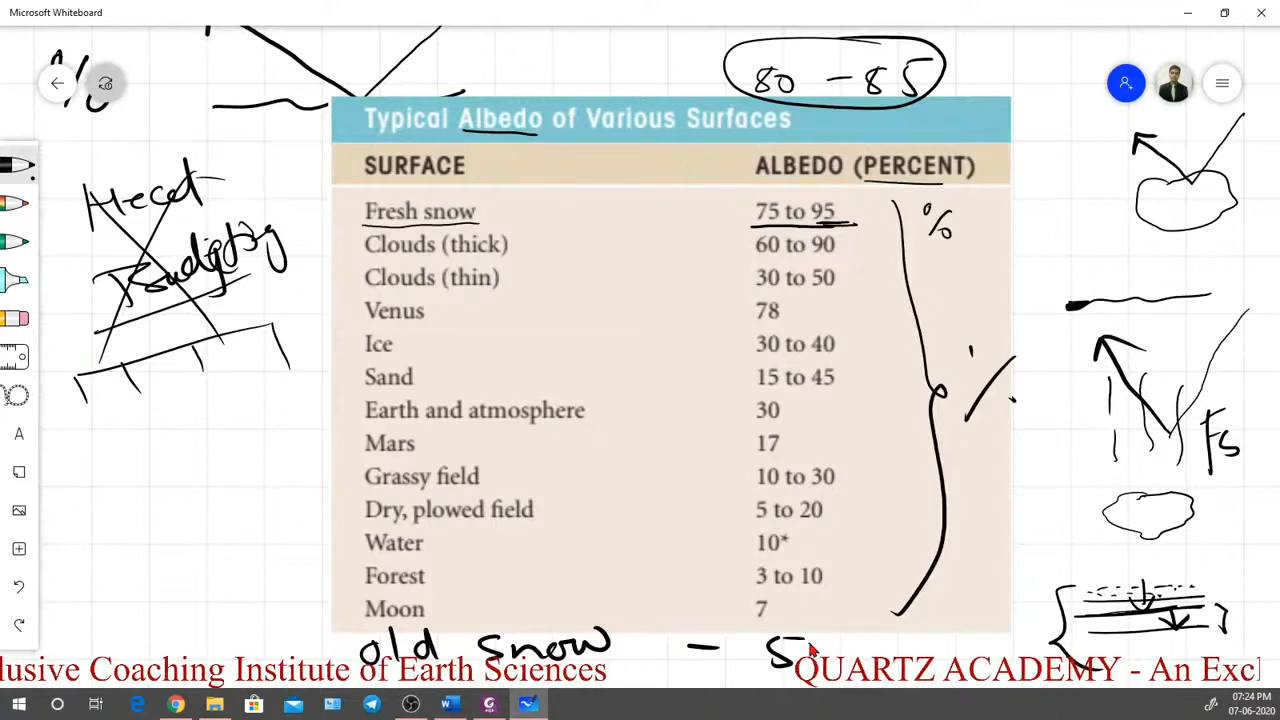 Microsoft Whiteboard
%
80 - 85
Typical Albedo of Various Surfaces
SURFACE ALBEDO (PERCENT)
Fresh snow 75 to 95
Clouds (thick) 60 to 90
Clouds (thin) 30 to 50
Venus 78
Ice 30 to 40
Sand 15 to 45
Earth and atmosphere 30
Mars 17
Grassy field 10 to 30
Dry, plowed field 5 to 20
Water 10*
Forest 3 to 10
Moon 7
%
Fs
old snow - 5
lusive Coaching Institute of Earth Sciences QUARTZ ACADEMY - An Excl
07:24 PM
07-06-2020